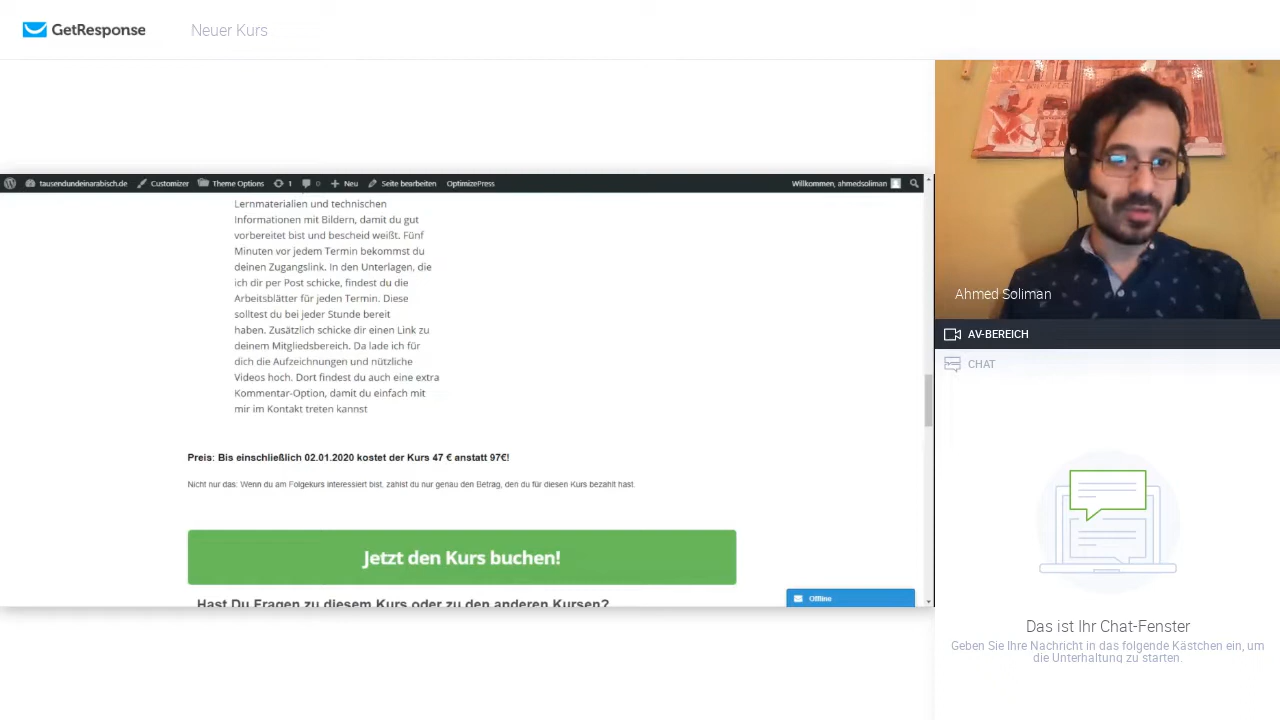 GetResponse
Neuer Kurs
tausendundeinarabisch.de Customizer Theme Options 1 0 Neu Seite bearbeiten OptimizePress Willkommen, ahmedsoliman
Lernmaterialien und technischen
Informationen mit Bildern, damit du gut
vorbereitet bist und bescheid weißt. Fünf
Minuten vor jedem Termin bekommst du
deinen Zugangslink. In den Unterlagen, die
ich dir per Post schicke, findest du die
Arbeitsblätter für jeden Termin. Diese
solltest du bei jeder Stunde bereit
haben. Zusätzlich schicke dir einen Link zu
deinem Mitgliedsbereich. Da lade ich für
dich die Aufzeichnungen und nützliche
Videos hoch. Dort findest du auch eine extra
Kommentar-Option, damit du einfach mit
mir im Kontakt treten kannst
Preis: Bis einschließlich 02.01.2020 kostet der Kurs 47 € anstatt 97€!
Nicht nur das: Wenn du am Folgekurs interessiert bist, zahlst du nur genau den Betrag, den du für diesen Kurs bezahlt hast.
Jetzt den Kurs buchen!
Hast Du Fragen zu diesem Kurs oder zu den anderen Kursen?
Offline
Ahmed Soliman
AV-BEREICH
CHAT
Das ist Ihr Chat-Fenster
Geben Sie Ihre Nachricht in das folgende Kästchen ein, um
die Unterhaltung zu starten.